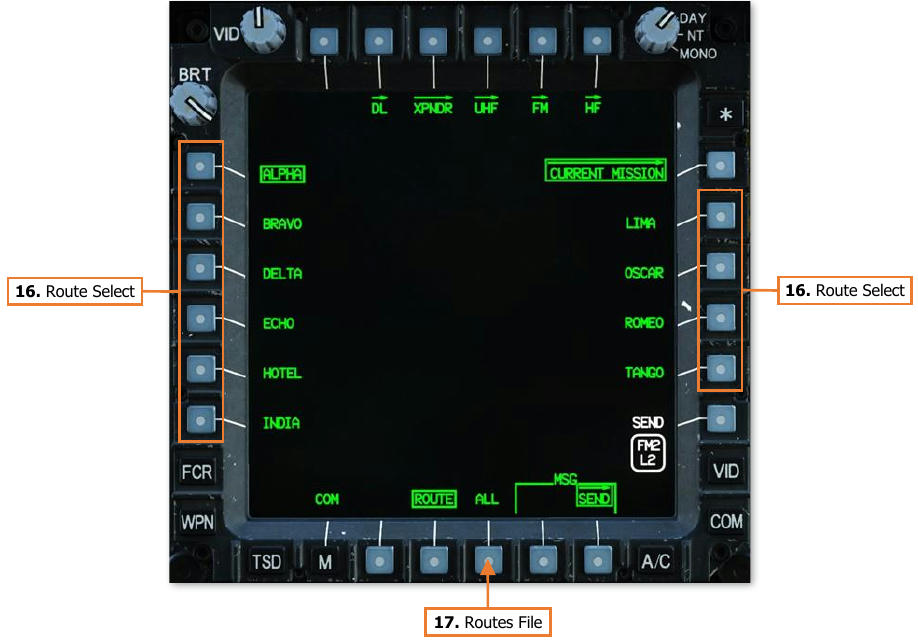 VID
DAY
NT
MONO
BRT
DL XPNDR UHF FM HF
*
ALPHA
CURRENT MISSION
BRAVO
LIMA
DELTA
OSCAR
16. Route Select
16. Route Select
ECHO
ROMEO
HOTEL
TANGO
INDIA
SEND
FM2
L2
FCR
VID
MSG
COM ROUTE ALL SEND
WPN
COM
TSD M A/C
17. Routes File